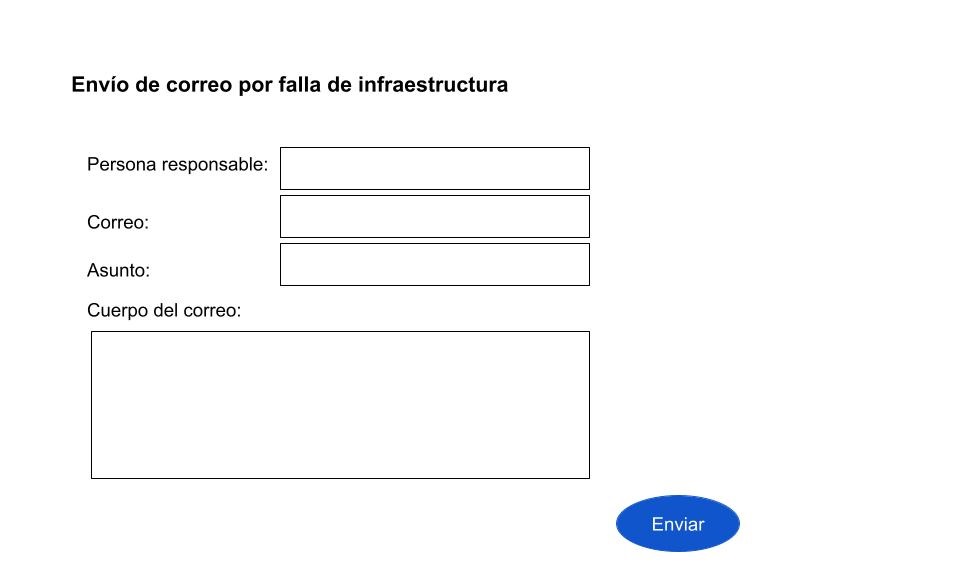 Envío de correo por falla de infraestructura
Persona responsable:
Correo:
Asunto:
Cuerpo del correo:
Enviar